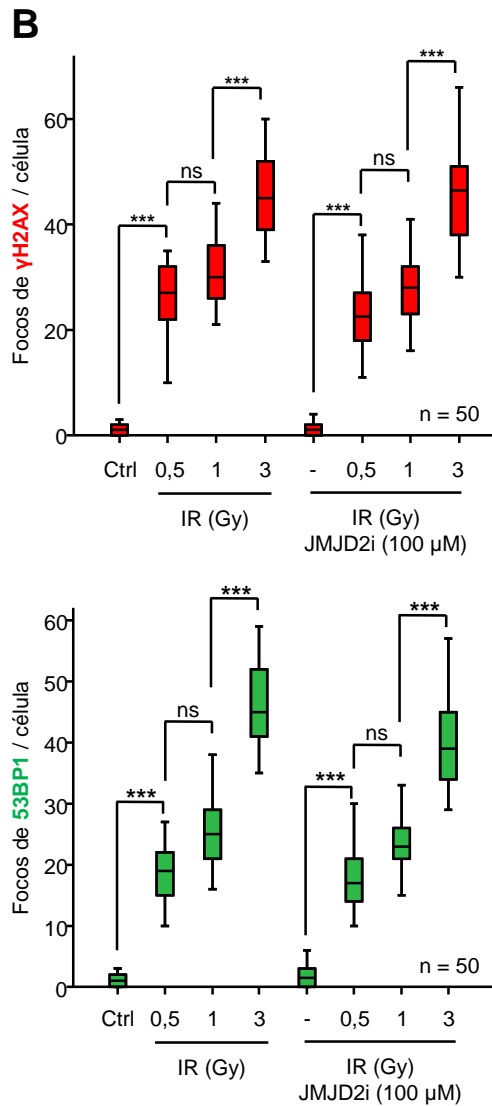 B
Focos de γH2AX / célula
60
40
20
0
***
ns
***
***
ns
***
n = 50
Ctrl 0,5 1 3 - 0,5 1 3
IR (Gy) IR (Gy)
JMJD2i (100 µM)
Focos de 53BP1 / célula
60
50
40
30
20
10
0
***
ns
***
***
ns
***
n = 50
Ctrl 0,5 1 3 - 0,5 1 3
IR (Gy) IR (Gy)
JMJD2i (100 µM)